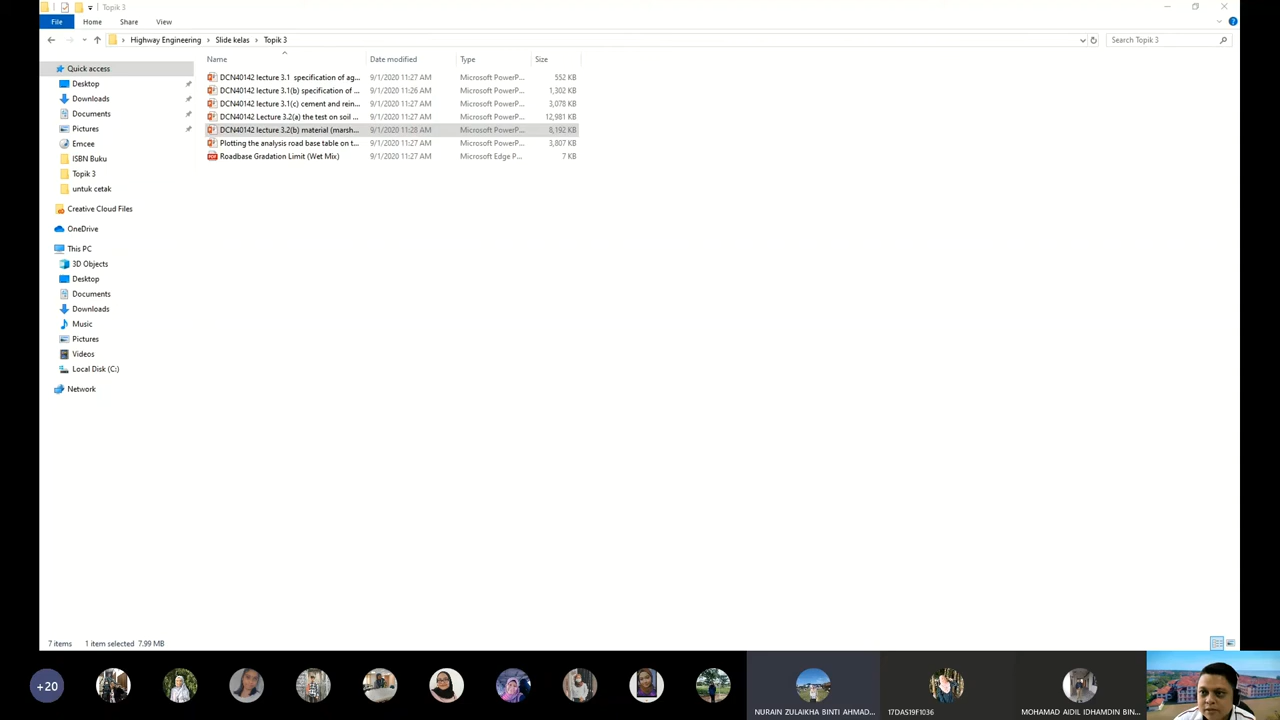 Topik 3
File Home Share View
Highway Engineering > Slide kelas > Topik 3
Search Topik 3
Name Date modified Type Size
Quick access
Desktop
Downloads
Documents
Pictures
Emcee
ISBN Buku
Topik 3
untuk cetak
Creative Cloud Files
OneDrive
This PC
3D Objects
Desktop
Documents
Downloads
Music
Pictures
Videos
Local Disk (C:)
Network
DCN40142 lecture 3.1 specification of ag... 9/1/2020 11:27 AM Microsoft PowerP... 552 KB
DCN40142 lecture 3.1(b) specification of ... 9/1/2020 11:26 AM Microsoft PowerP... 1,302 KB
DCN40142 lecture 3.1(c) cement and rein... 9/1/2020 11:27 AM Microsoft PowerP... 3,078 KB
DCN40142 Lecture 3.2(a) the test on soil ... 9/1/2020 11:27 AM Microsoft PowerP... 12,981 KB
DCN40142 lecture 3.2(b) material (marsh... 9/1/2020 11:28 AM Microsoft PowerP... 8,192 KB
Plotting the analysis road base table on t... 9/1/2020 11:27 AM Microsoft PowerP... 3,807 KB
Roadbase Gradation Limit (Wet Mix) 9/1/2020 11:27 AM Microsoft Edge P... 7 KB
7 items 1 item selected 7.99 MB
+20
NURAIN ZULAIKHA BINTI AHMAD... 17DAS19F1036 MOHAMAD AIDIL IDHAMDIN BIN...